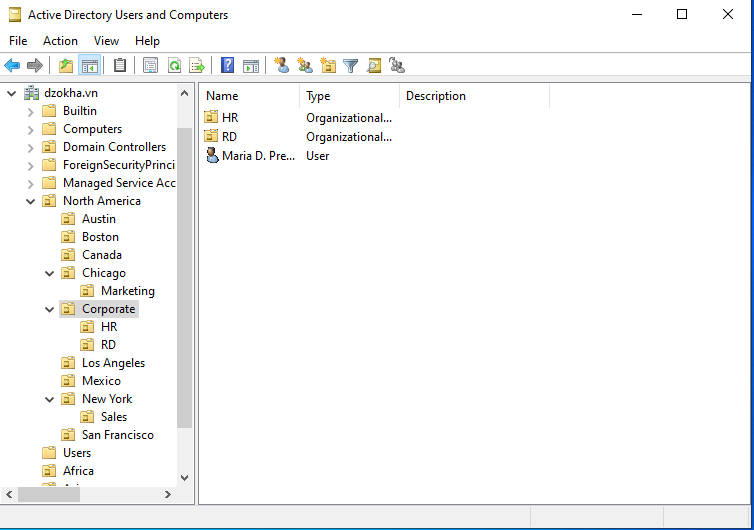 Active Directory Users and Computers
File Action View Help
dzokha.vn
Builtin
Computers
Domain Controllers
ForeignSecurityPrinci
Managed Service Acc
North America
Austin
Boston
Canada
Chicago
Marketing
Corporate
HR
RD
Los Angeles
Mexico
New York
Sales
San Francisco
Users
Africa
Name Type Description
HR Organizational...
RD Organizational...
Maria D. Pre... User